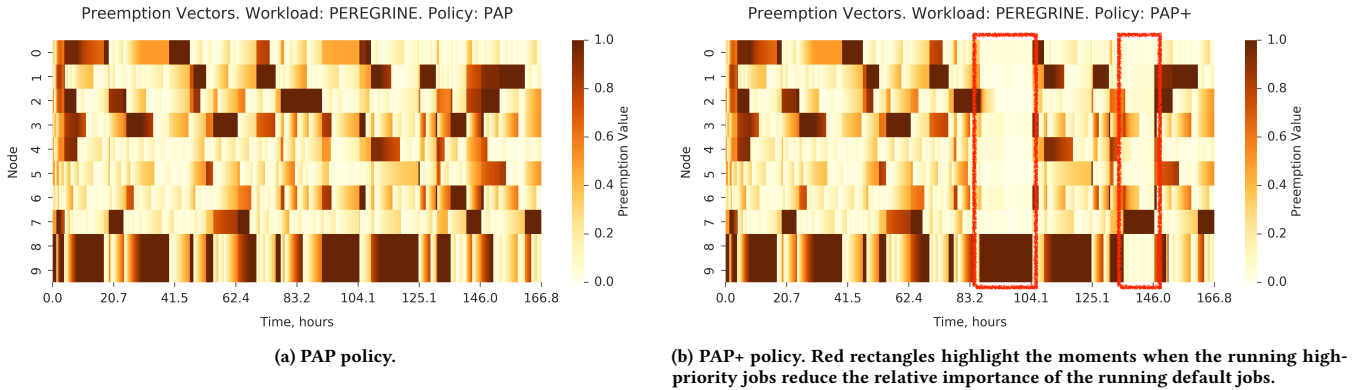 Preemption Vectors. Workload: PEREGRINE. Policy: PAP
Node
0
1
2
3
4
5
6
7
8
9
0.0 20.7 41.5 62.4 83.2 104.1 125.1 146.0 166.8
Time, hours
1.0
0.8
0.6
0.4
0.2
0.0
Preemption Value
(a) PAP policy.
Preemption Vectors. Workload: PEREGRINE. Policy: PAP+
Node
0
1
2
3
4
5
6
7
8
9
0.0 20.7 41.5 62.4 83.2 104.1 125.1 146.0 166.8
Time, hours
1.0
0.8
0.6
0.4
0.2
0.0
Preemption Value
(b) PAP+ policy. Red rectangles highlight the moments when the running high-
priority jobs reduce the relative importance of the running default jobs.